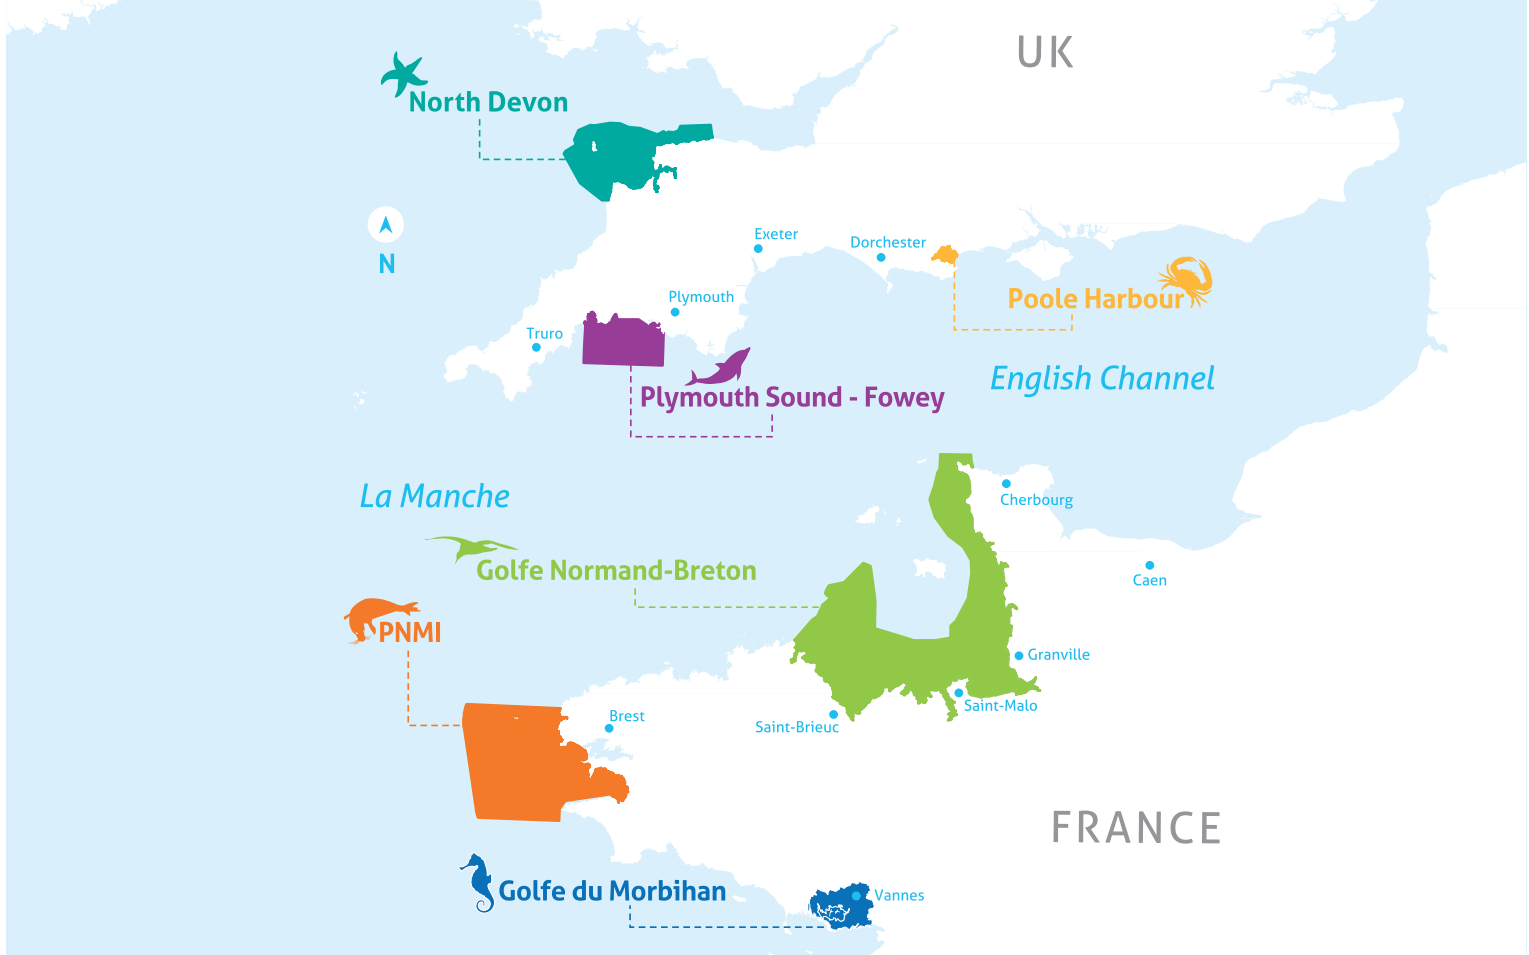 UK
North Devon
Exeter
Dorchester
N
Plymouth
Poole Harbour
Truro
English Channel
Plymouth Sound - Fowey
La Manche
Cherbourg
Golfe Normand-Breton
Caen
PNMI
Granville
Saint-Malo
Brest
Saint-Brieuc
FRANCE
Golfe du Morbihan
Vannes